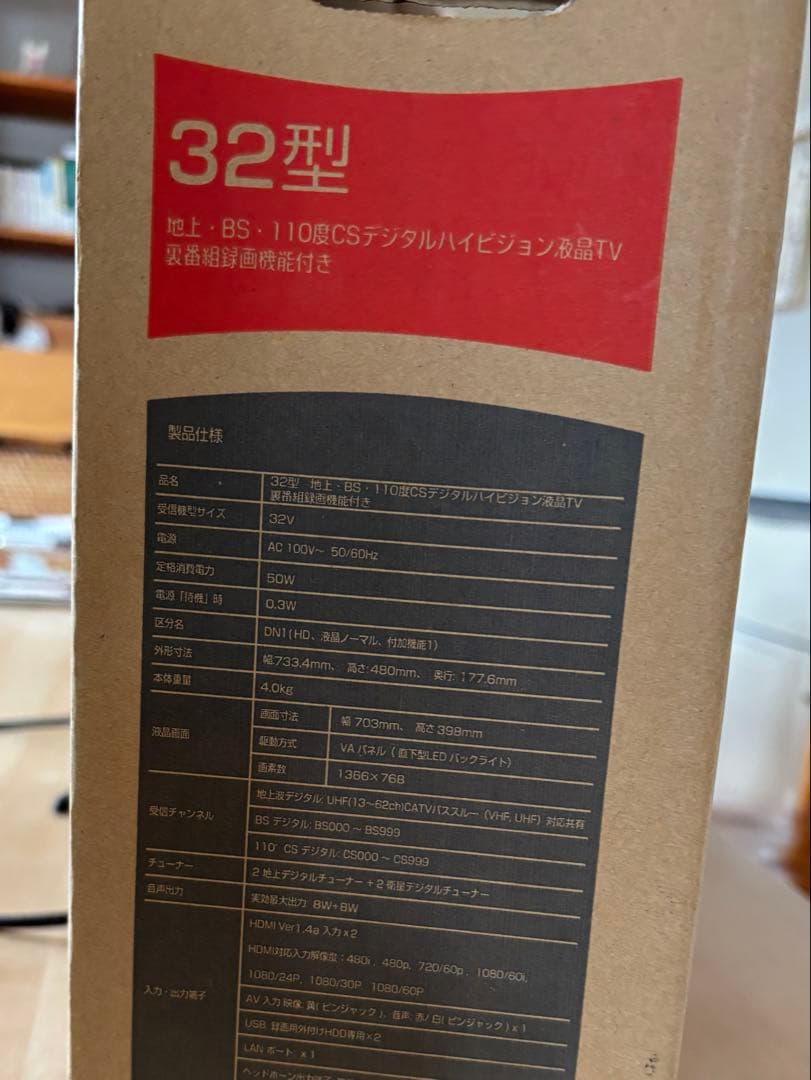 32型
地上・BS・110度CSデジタルハイビジョン液晶TV
裏番組録画機能付き
製品仕様
品名 32型 地上・BS・110度CSデジタルハイビジョン液晶TV
裏番組録画機能付き
受信機型サイズ 32V
電源 AC 100V～ 50/60Hz
定格消費電力 50W
電源「待機」時 0.3W
区分名 DN1(HD、液晶ノーマル、付加機能1)
外形寸法 幅:733.4mm、 高さ:480mm、 奥行: 177.6mm
本体重量 4.0kg
液晶画面 画面寸法 幅 703mm、 高さ 398mm
駆動方式 VA パネル（直下型LED バックライト）
画素数 1366×768
受信チャンネル 地上波デジタル: UHF(13～62ch)CATVパススルー（VHF, UHF）対応共有
BS デジタル: BS000 ～ BS999
110°CS デジタル: CS000 ～ CS999
チューナー 2 地上デジタルチューナー + 2 衛星デジタルチューナー
音声出力 実効最大出力 8W+8W
入力・出力端子 HDMI Ver1.4a 入力 x 2
HDMI対応入力解像度：480i, 480p, 720/60p, 1080/60i,
1080/24P, 1080/30P 1080/60P
AV 入力 映像: 黄( ピンジャック ), 音声: 赤/ 白( ピンジャック ) x 1
USB 録画用外付けHDD専用×2
LAN ポート x 1
ヘッドホーン出力